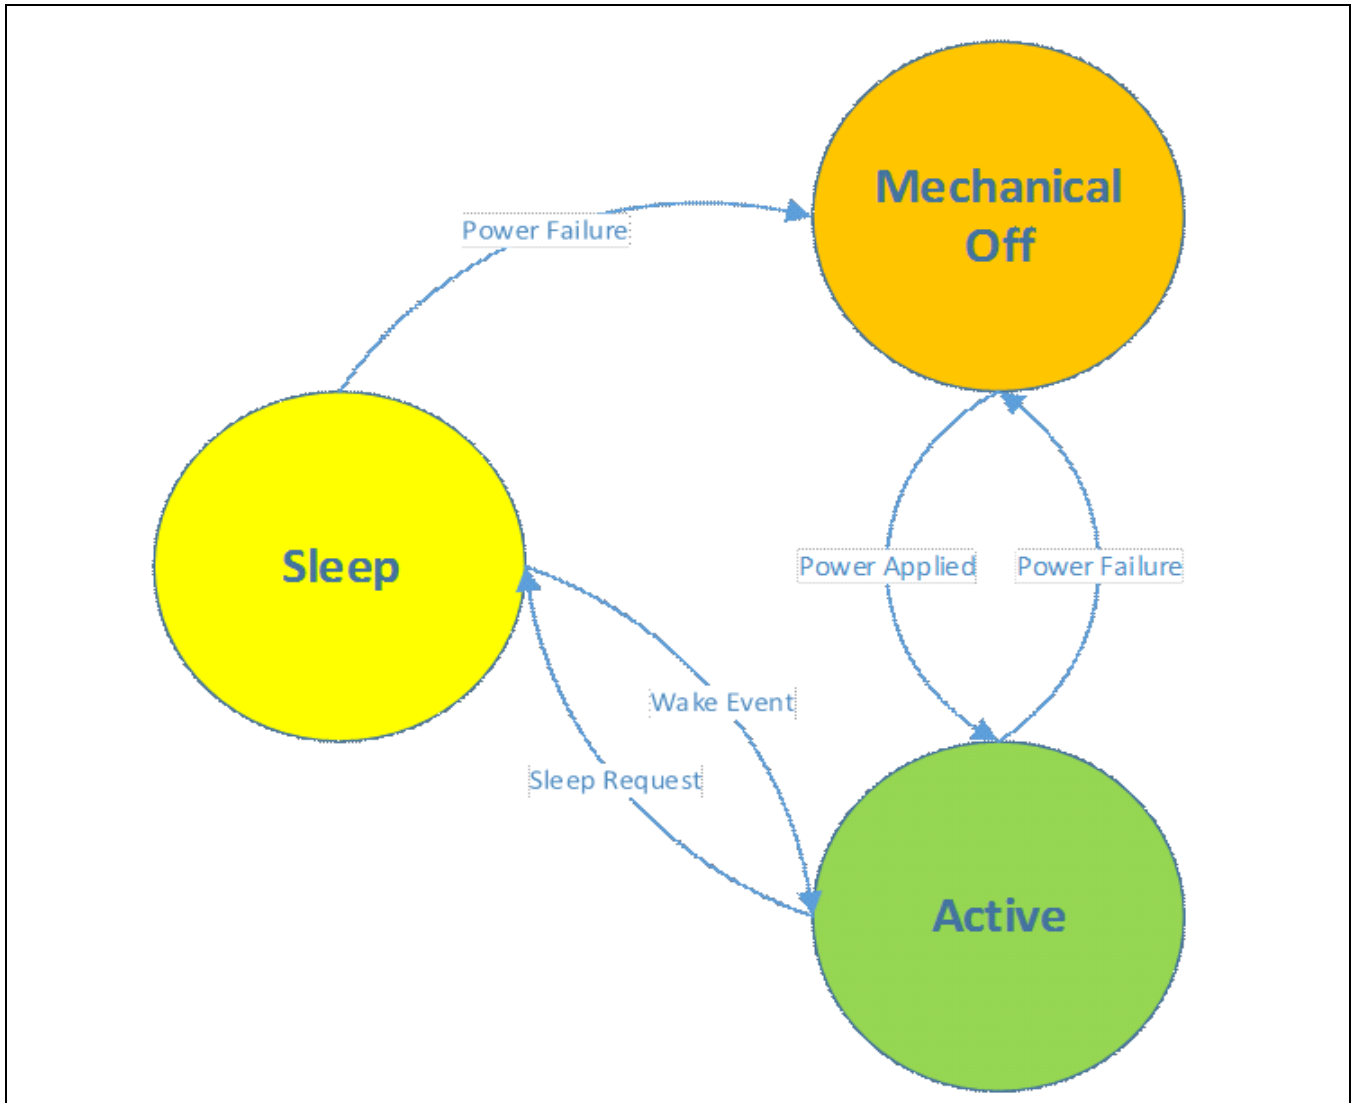 Mechanical
Off
Power Failure
Sleep
Power Applied
Power Failure
Wake Event
Sleep Request
Active